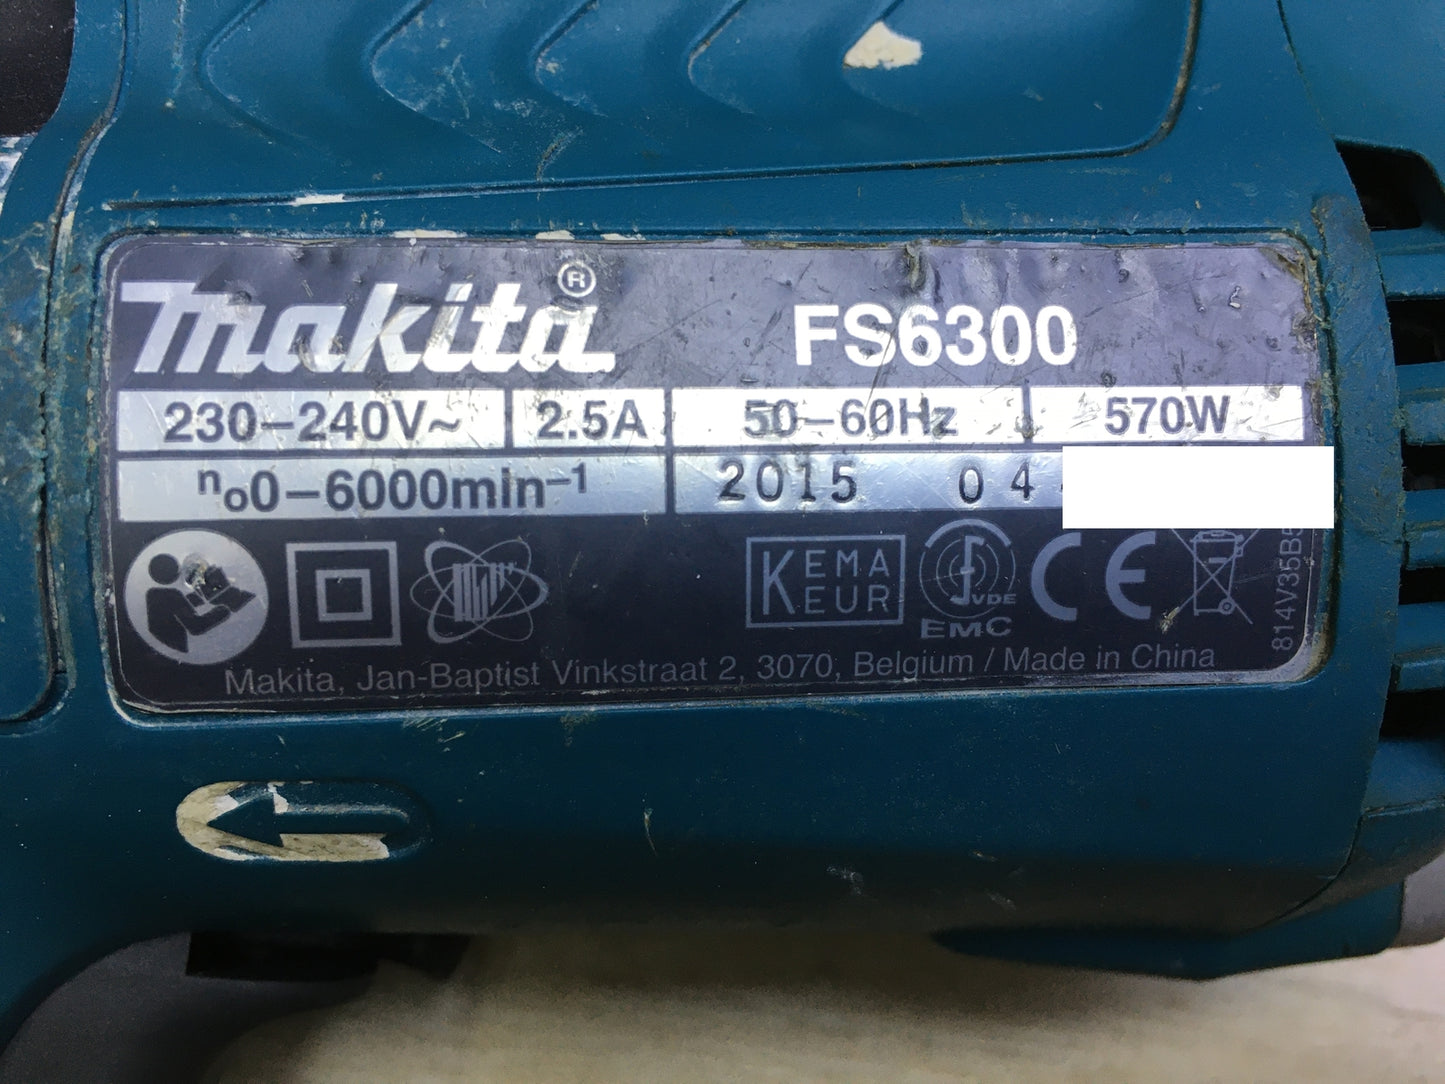 makita® FS6300
230–240V~ 2.5A 50–60Hz 570W
n₀0–6000min⁻¹ 2015 04
KEMA
KEUR
VDE
EMC
CE
Makita, Jan-Baptist Vinkstraat 2, 3070, Belgium / Made in China
814V35B5